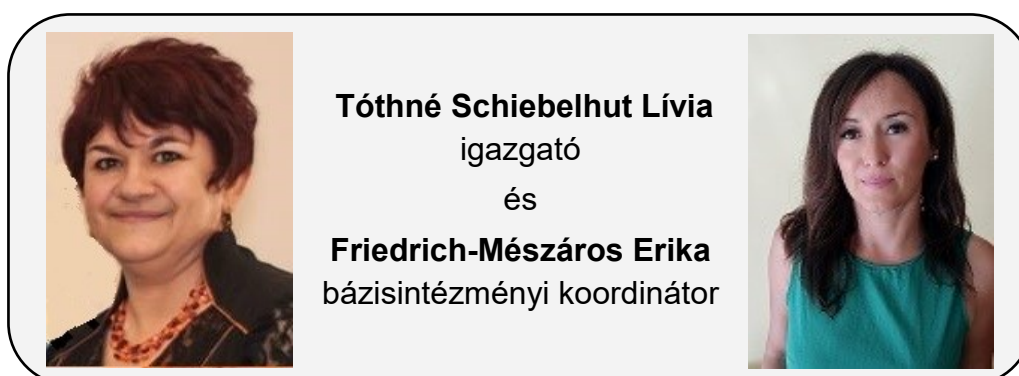 Tóthné Schiebelhut Lívia
igazgató
és
Friedrich-Mészáros Erika
bázisintézményi koordinátor